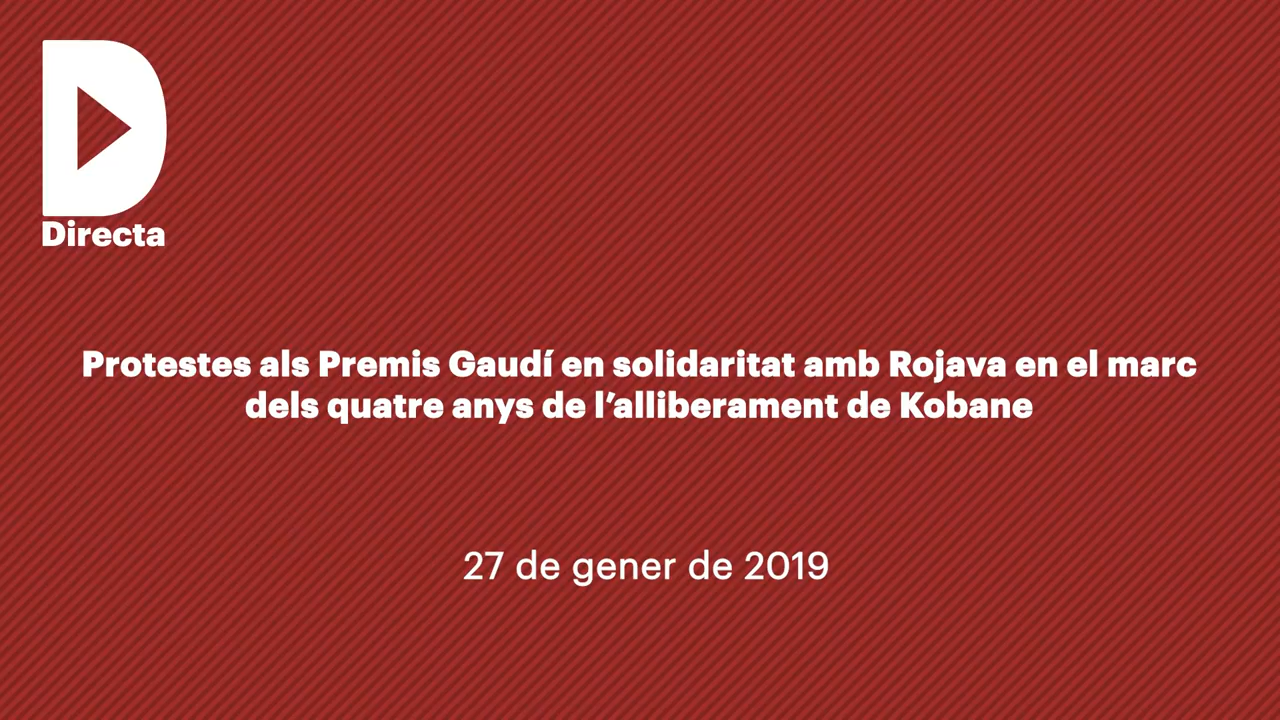 Directa
Protestes als Premis Gaudí en solidaritat amb Rojava en el marc
dels quatre anys de l’alliberament de Kobane
27 de gener de 2019